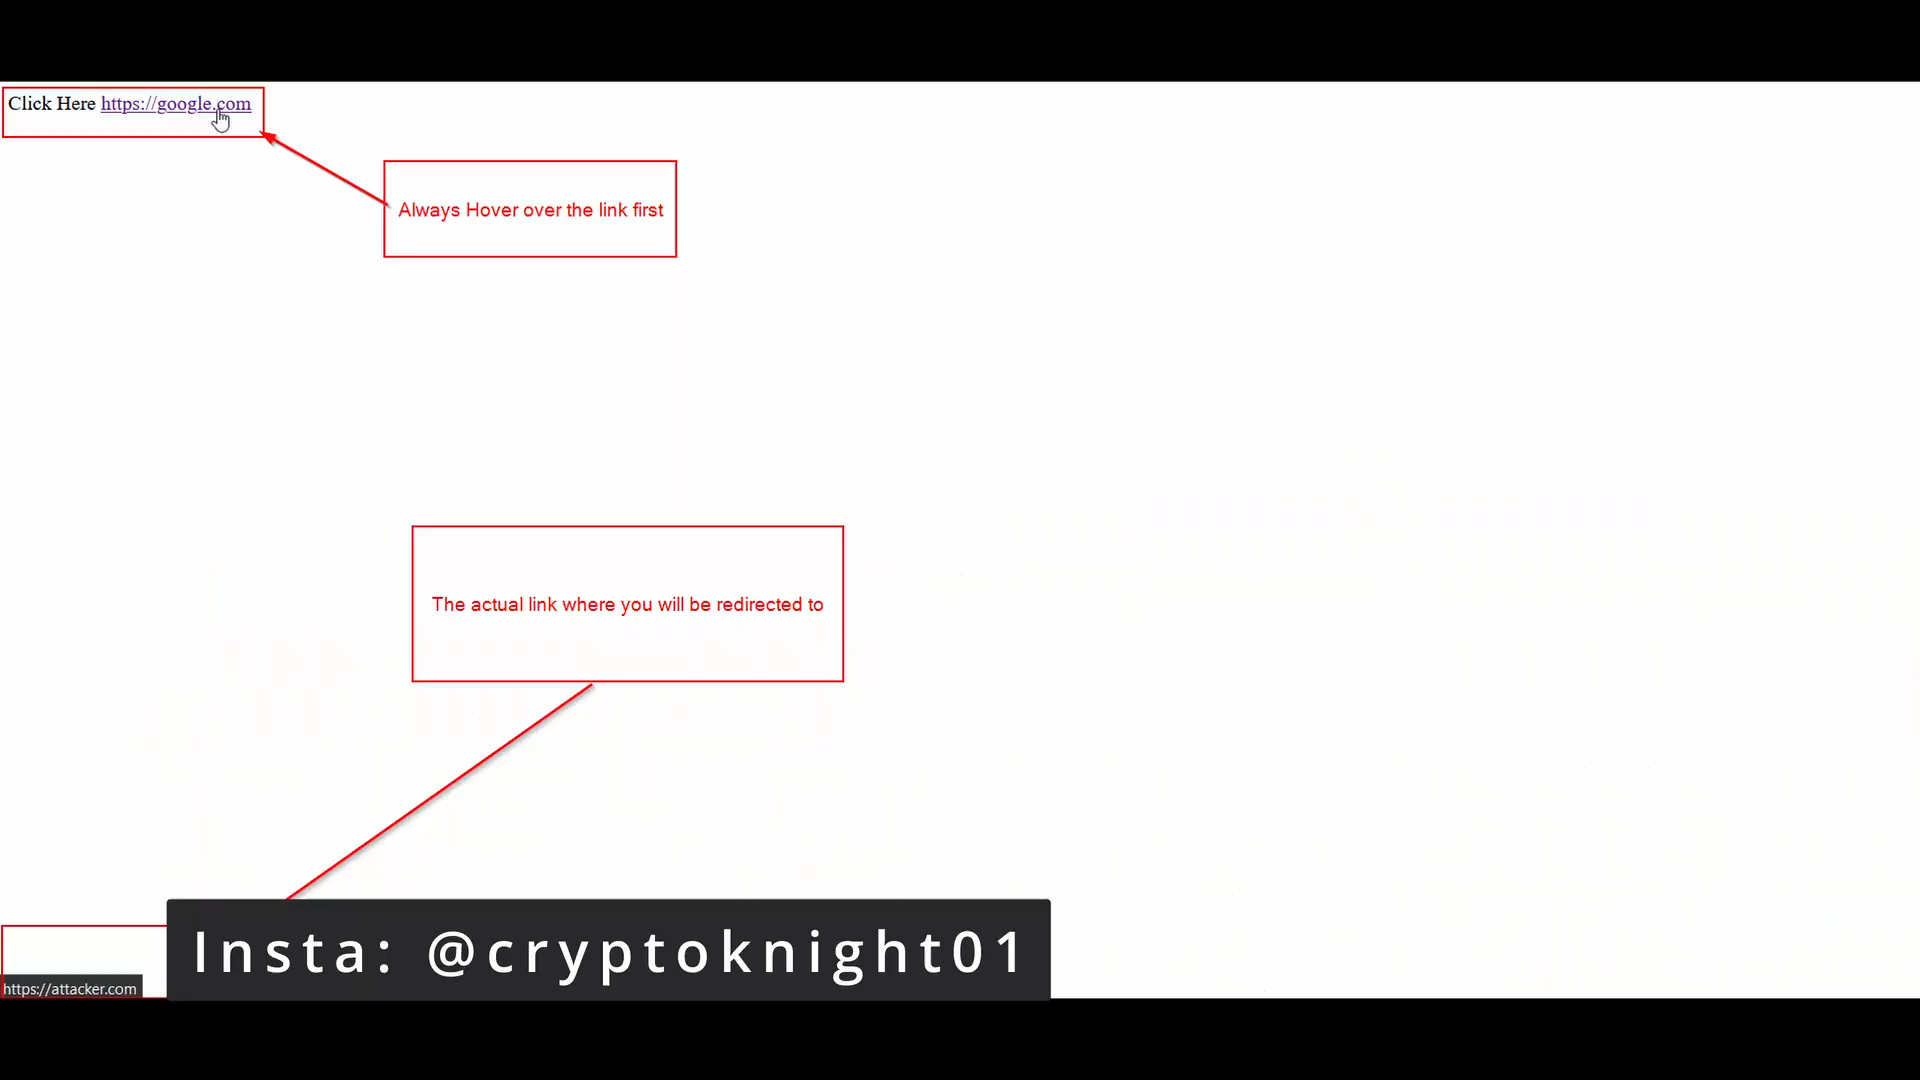 Click Here https://google.com
Always Hover over the link first
The actual link where you will be redirected to
Insta: @cryptoknight01
https://attacker.com